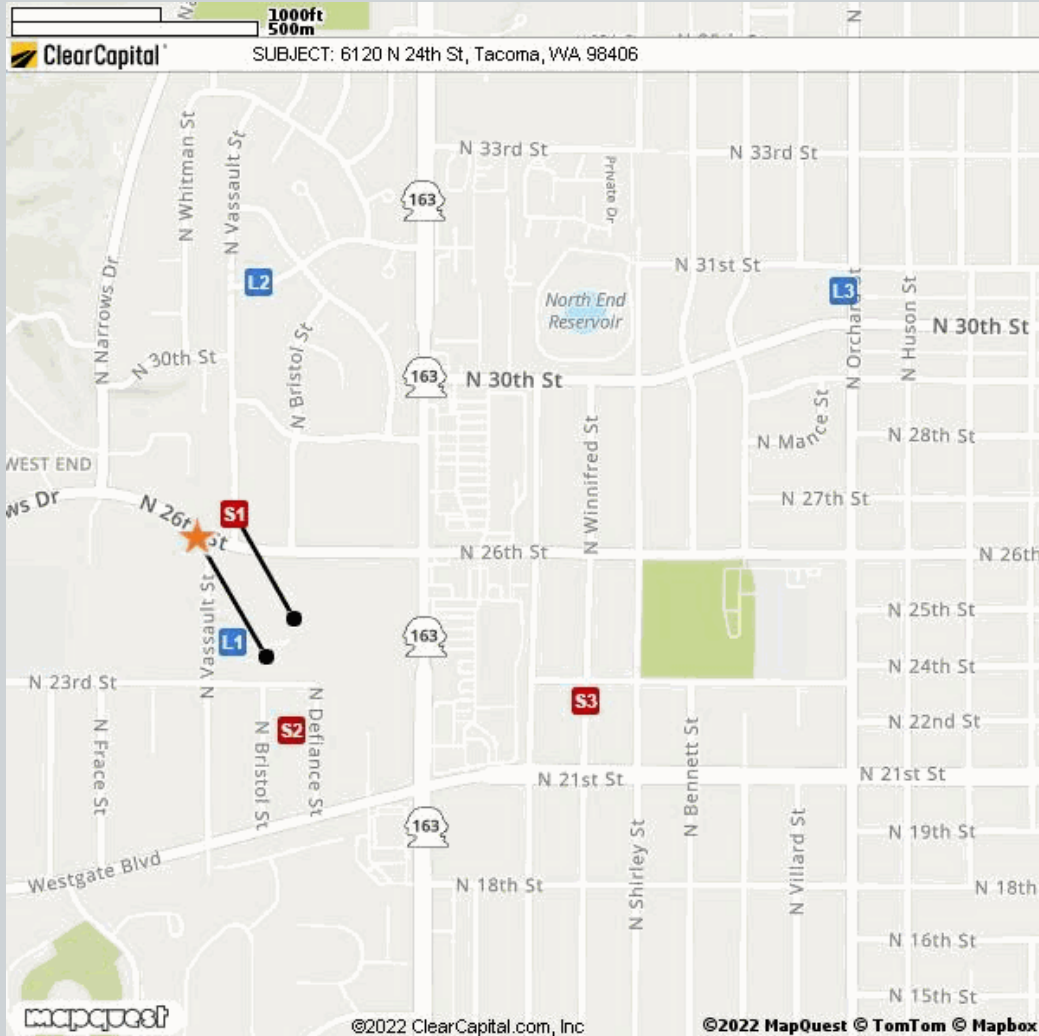 1000ft
500m
ClearCapital
SUBJECT: 6120 N 24th St, Tacoma, WA 98406
N Whitman St
N Vassault St
N 33rd St
N 33rd St
Private Dr
163
N Narrows Dr
L2
N 31st St
L3
North End
Reservoir
N Huson St
N 30th St
N Bristol St
N 30th St
163
N 30th St
N Mance St
N 28th St
N Winnifred St
WEST END
N 27th St
ws Dr
S1
N 26th St
N 26th
N Vassault St
L1
163
N 25th St
N 24th St
N 23rd St
N Frace St
N Bristol St
S2
N Defiance St
S3
N Bennett St
N 22nd St
N 21st St
N 21st St
163
N Shirley St
N Villard St
N 19th St
Westgate Blvd
N 18th St
N 18th
N 16th St
N 15th St
mapquest
©2022 ClearCapital.com, Inc
©2022 MapQuest © TomTom © Mapbox